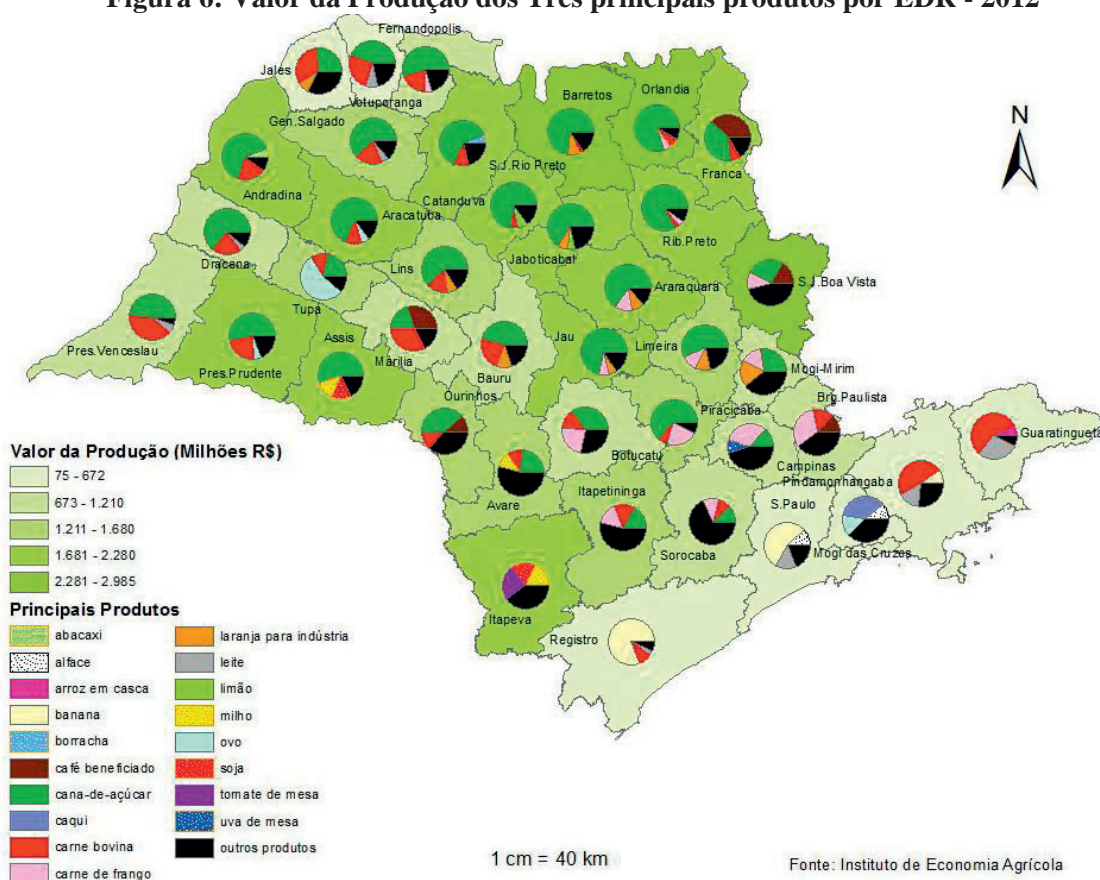 Figura 6: Valor da Produção dos Três principais produtos por EDR - 2012
Fernandopolis
Jales
Votuporanga
Gen.Salgado
Barretos
Orlandia
N
S.J.Rio Preto
Franca
Andradina
Catanduva
Aracatuba
Rib.Preto
Jaboticabal
Dracena
Lins
Tupa
Araraquara
S.J.Boa Vista
Pres.Venceslau
Assis
Marilia
Jau
Limeira
Pres.Prudente
Bauru
Mogi-Mirim
Ourinhos
Brg.Paulista
Piracicaba
Guaratingueta
Botucatu
Campinas
Pindamonhangaba
Itapetininga
Avare
S.Paulo
Sorocaba
Mogi das Cruzes
Itapeva
Registro
Valor da Produção (Milhões R$)
75 - 672
673 - 1.210
1.211 - 1.680
1.681 - 2.280
2.281 - 2.985
Principais Produtos
abacaxi
alface
arroz em casca
banana
borracha
café beneficiado
cana-de-açúcar
caqui
carne bovina
carne de frango
laranja para indústria
leite
limão
milho
ovo
soja
tomate de mesa
uva de mesa
outros produtos
1 cm = 40 km
Fonte: Instituto de Economia Agrícola